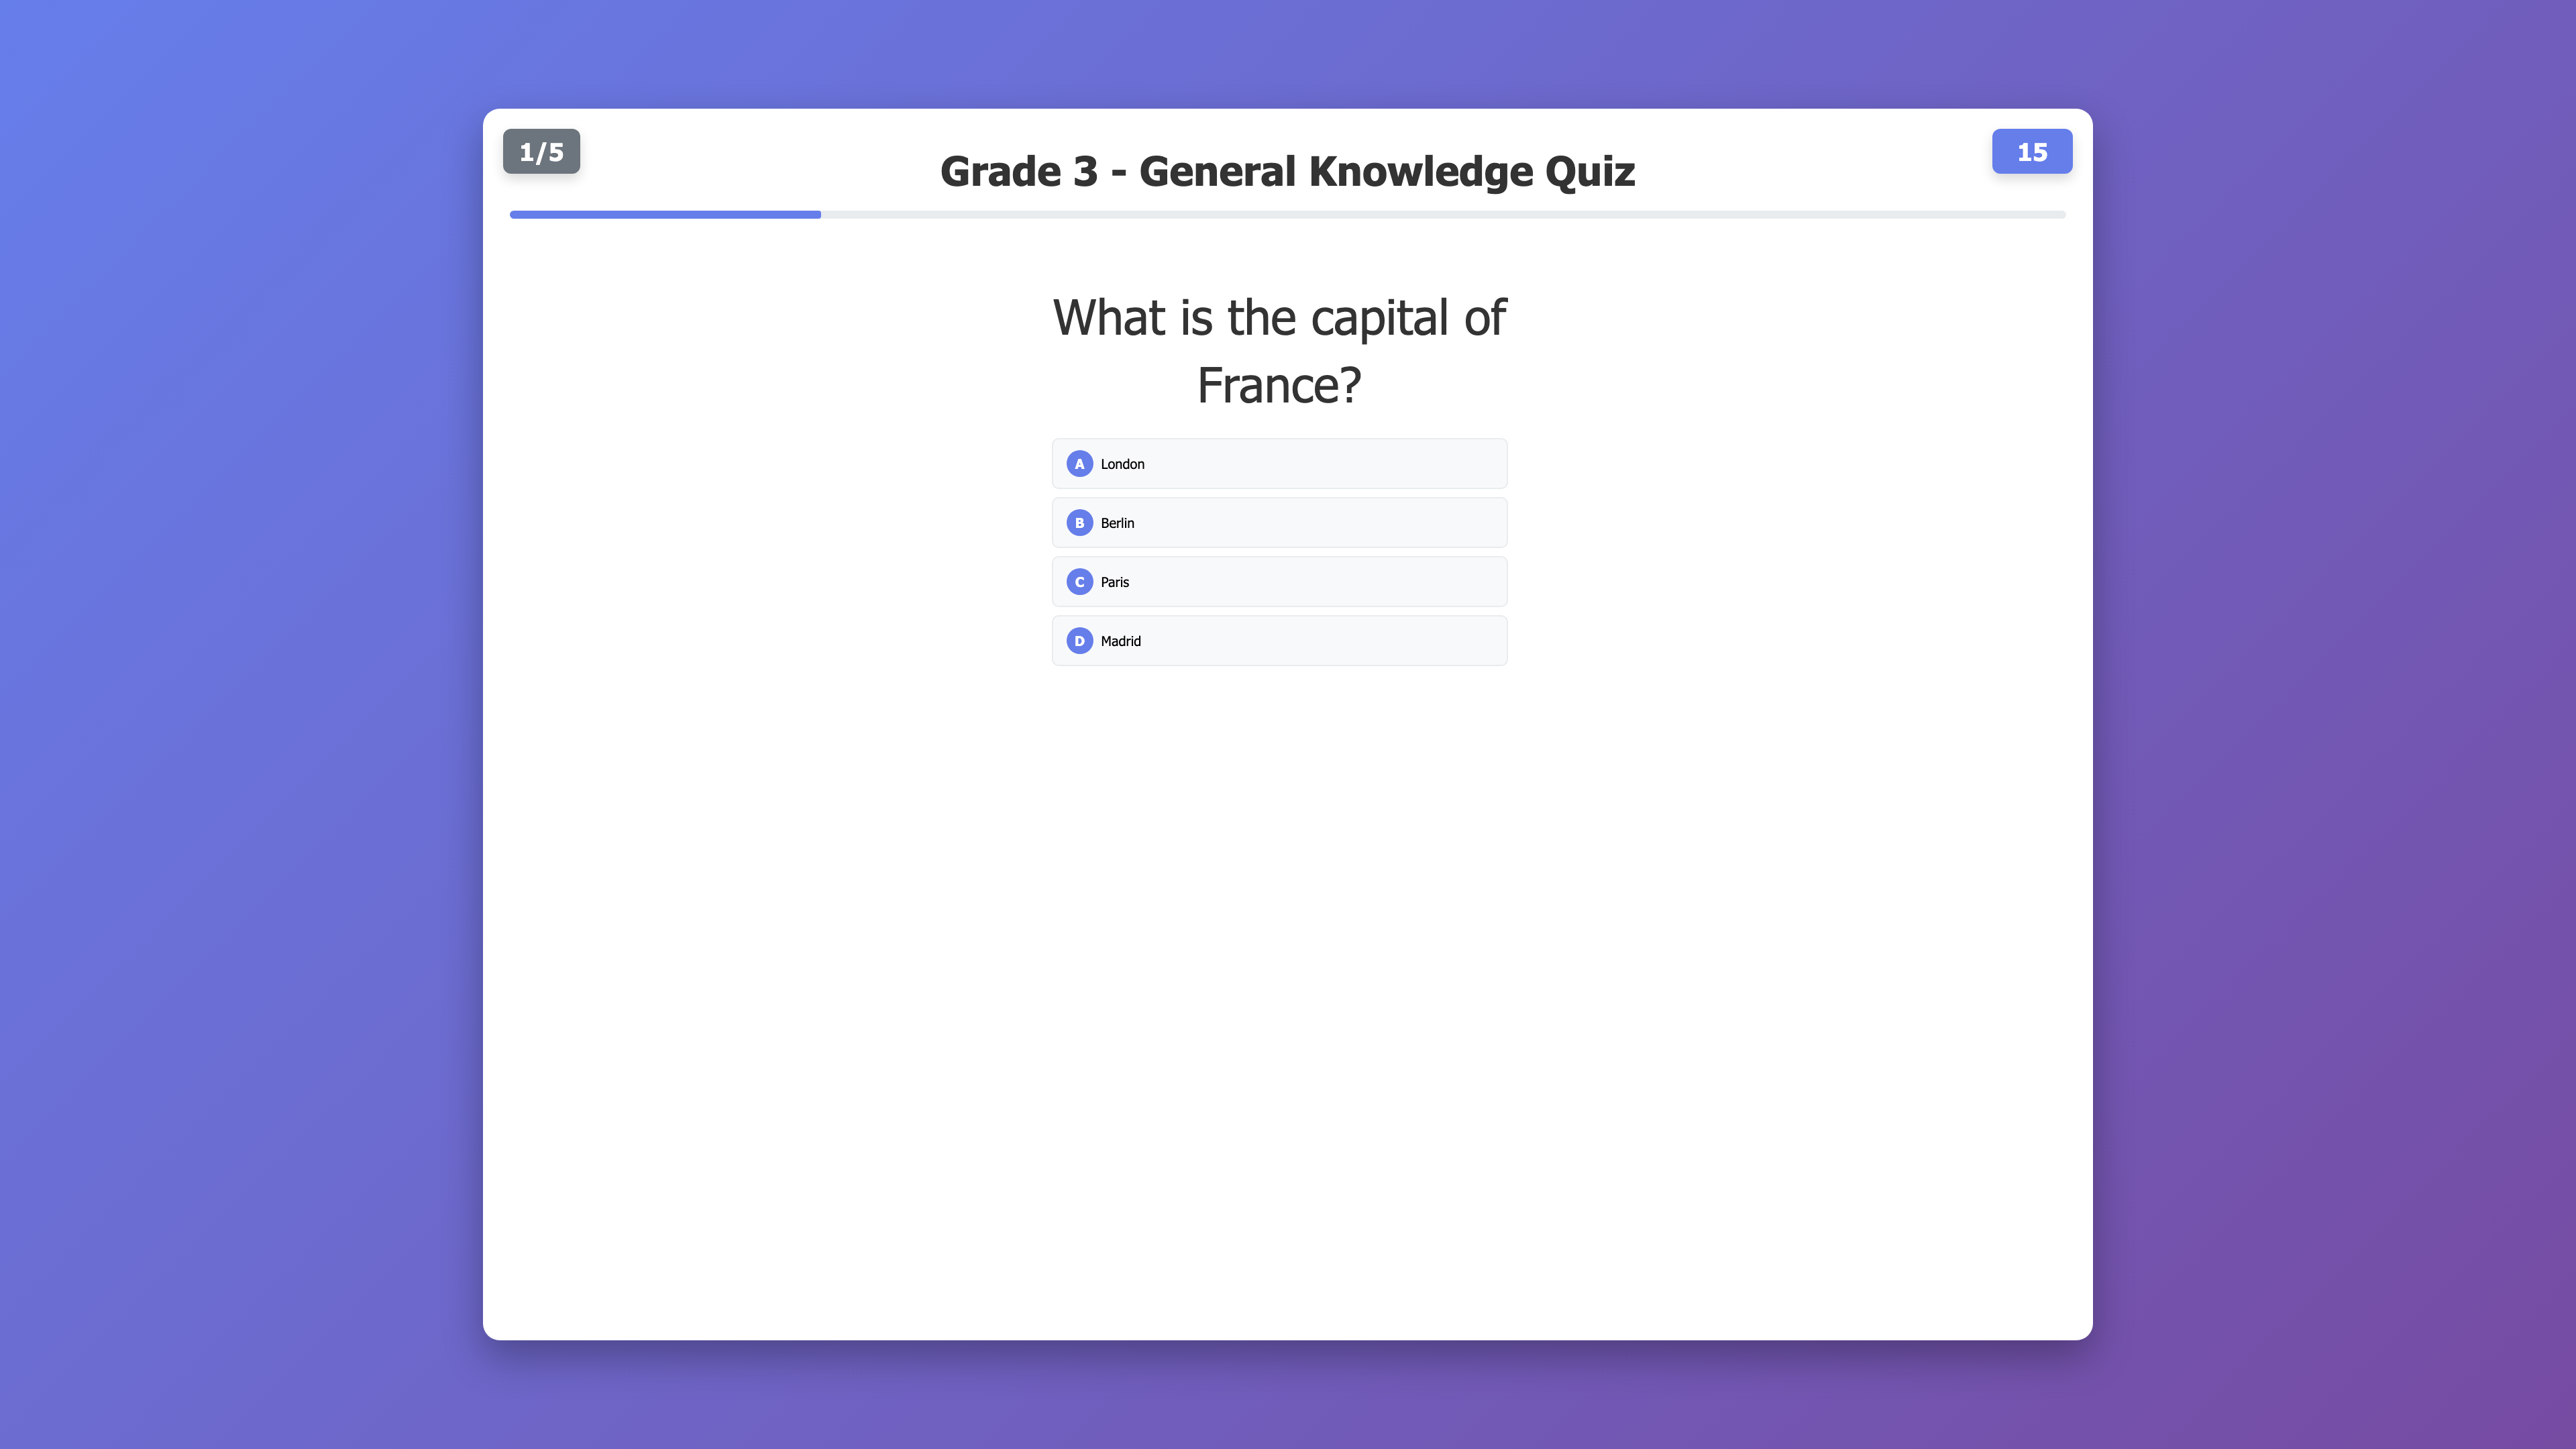 1/5
Grade 3 - General Knowledge Quiz
15
What is the capital of
France?
A London
B Berlin
C Paris
D Madrid